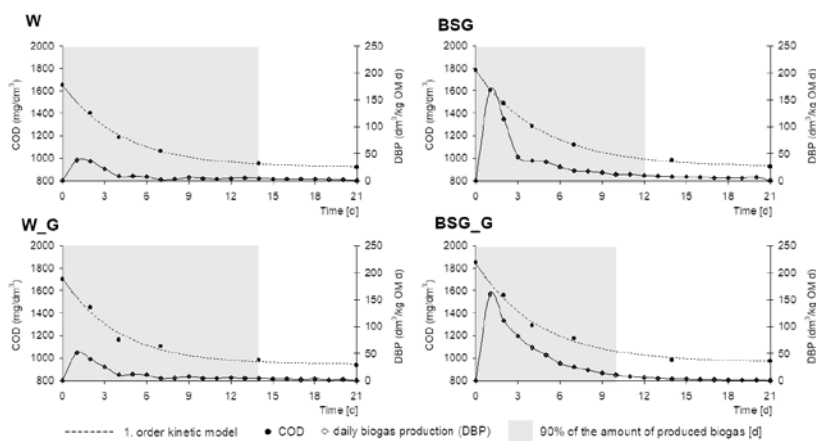 W
BSG
2000
1800
1600
1400
1200
1000
800
COD (mg/dm³)
250
200
150
100
50
0
DBP (dm³/kg OM d)
0 3 6 9 12 15 18 21
Time [d]
2000
1800
1600
1400
1200
1000
800
COD (mg/dm³)
250
200
150
100
50
0
DBP (dm³/kg OM d)
0 3 6 9 12 15 18 21
Time [d]
W_G
BSG_G
2000
1800
1600
1400
1200
1000
800
COD (mg/dm³)
250
200
150
100
50
0
DBP (dm³/kg OM d)
0 3 6 9 12 15 18 21
Time [d]
2000
1800
1600
1400
1200
1000
800
COD (mg/dm³)
250
200
150
100
50
0
DBP (dm³/kg OM d)
0 3 6 9 12 15 18 21
Time [d]
1. order kinetic model COD daily biogas production (DBP) 90% of the amount of produced biogas [d]